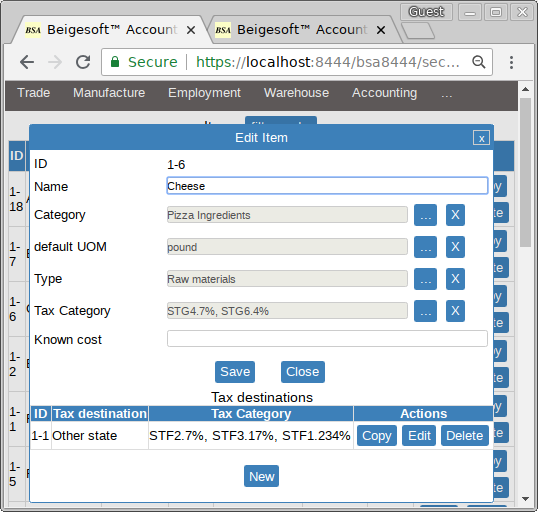 Guest
BSA Beigesoft™ Account
BSA Beigesoft™ Account
Secure https://localhost:8444/bsa8444/sec...
Trade Manufacture Employment Warehouse Accounting ...
Edit Item x
ID
ID 1-6
Name Cheese
1-18
Category Pizza Ingredients ... X
default UOM pound ... X
1-7
Type Raw materials ... X
1-6
Tax Category STG4.7%, STG6.4% ... X
Known cost
1-2
Save Close
Tax destinations
ID Tax destination Tax Category Actions
1-1
1-1 Other state STF2.7%, STF3.17%, STF1.234% Copy Edit Delete
1-5
New